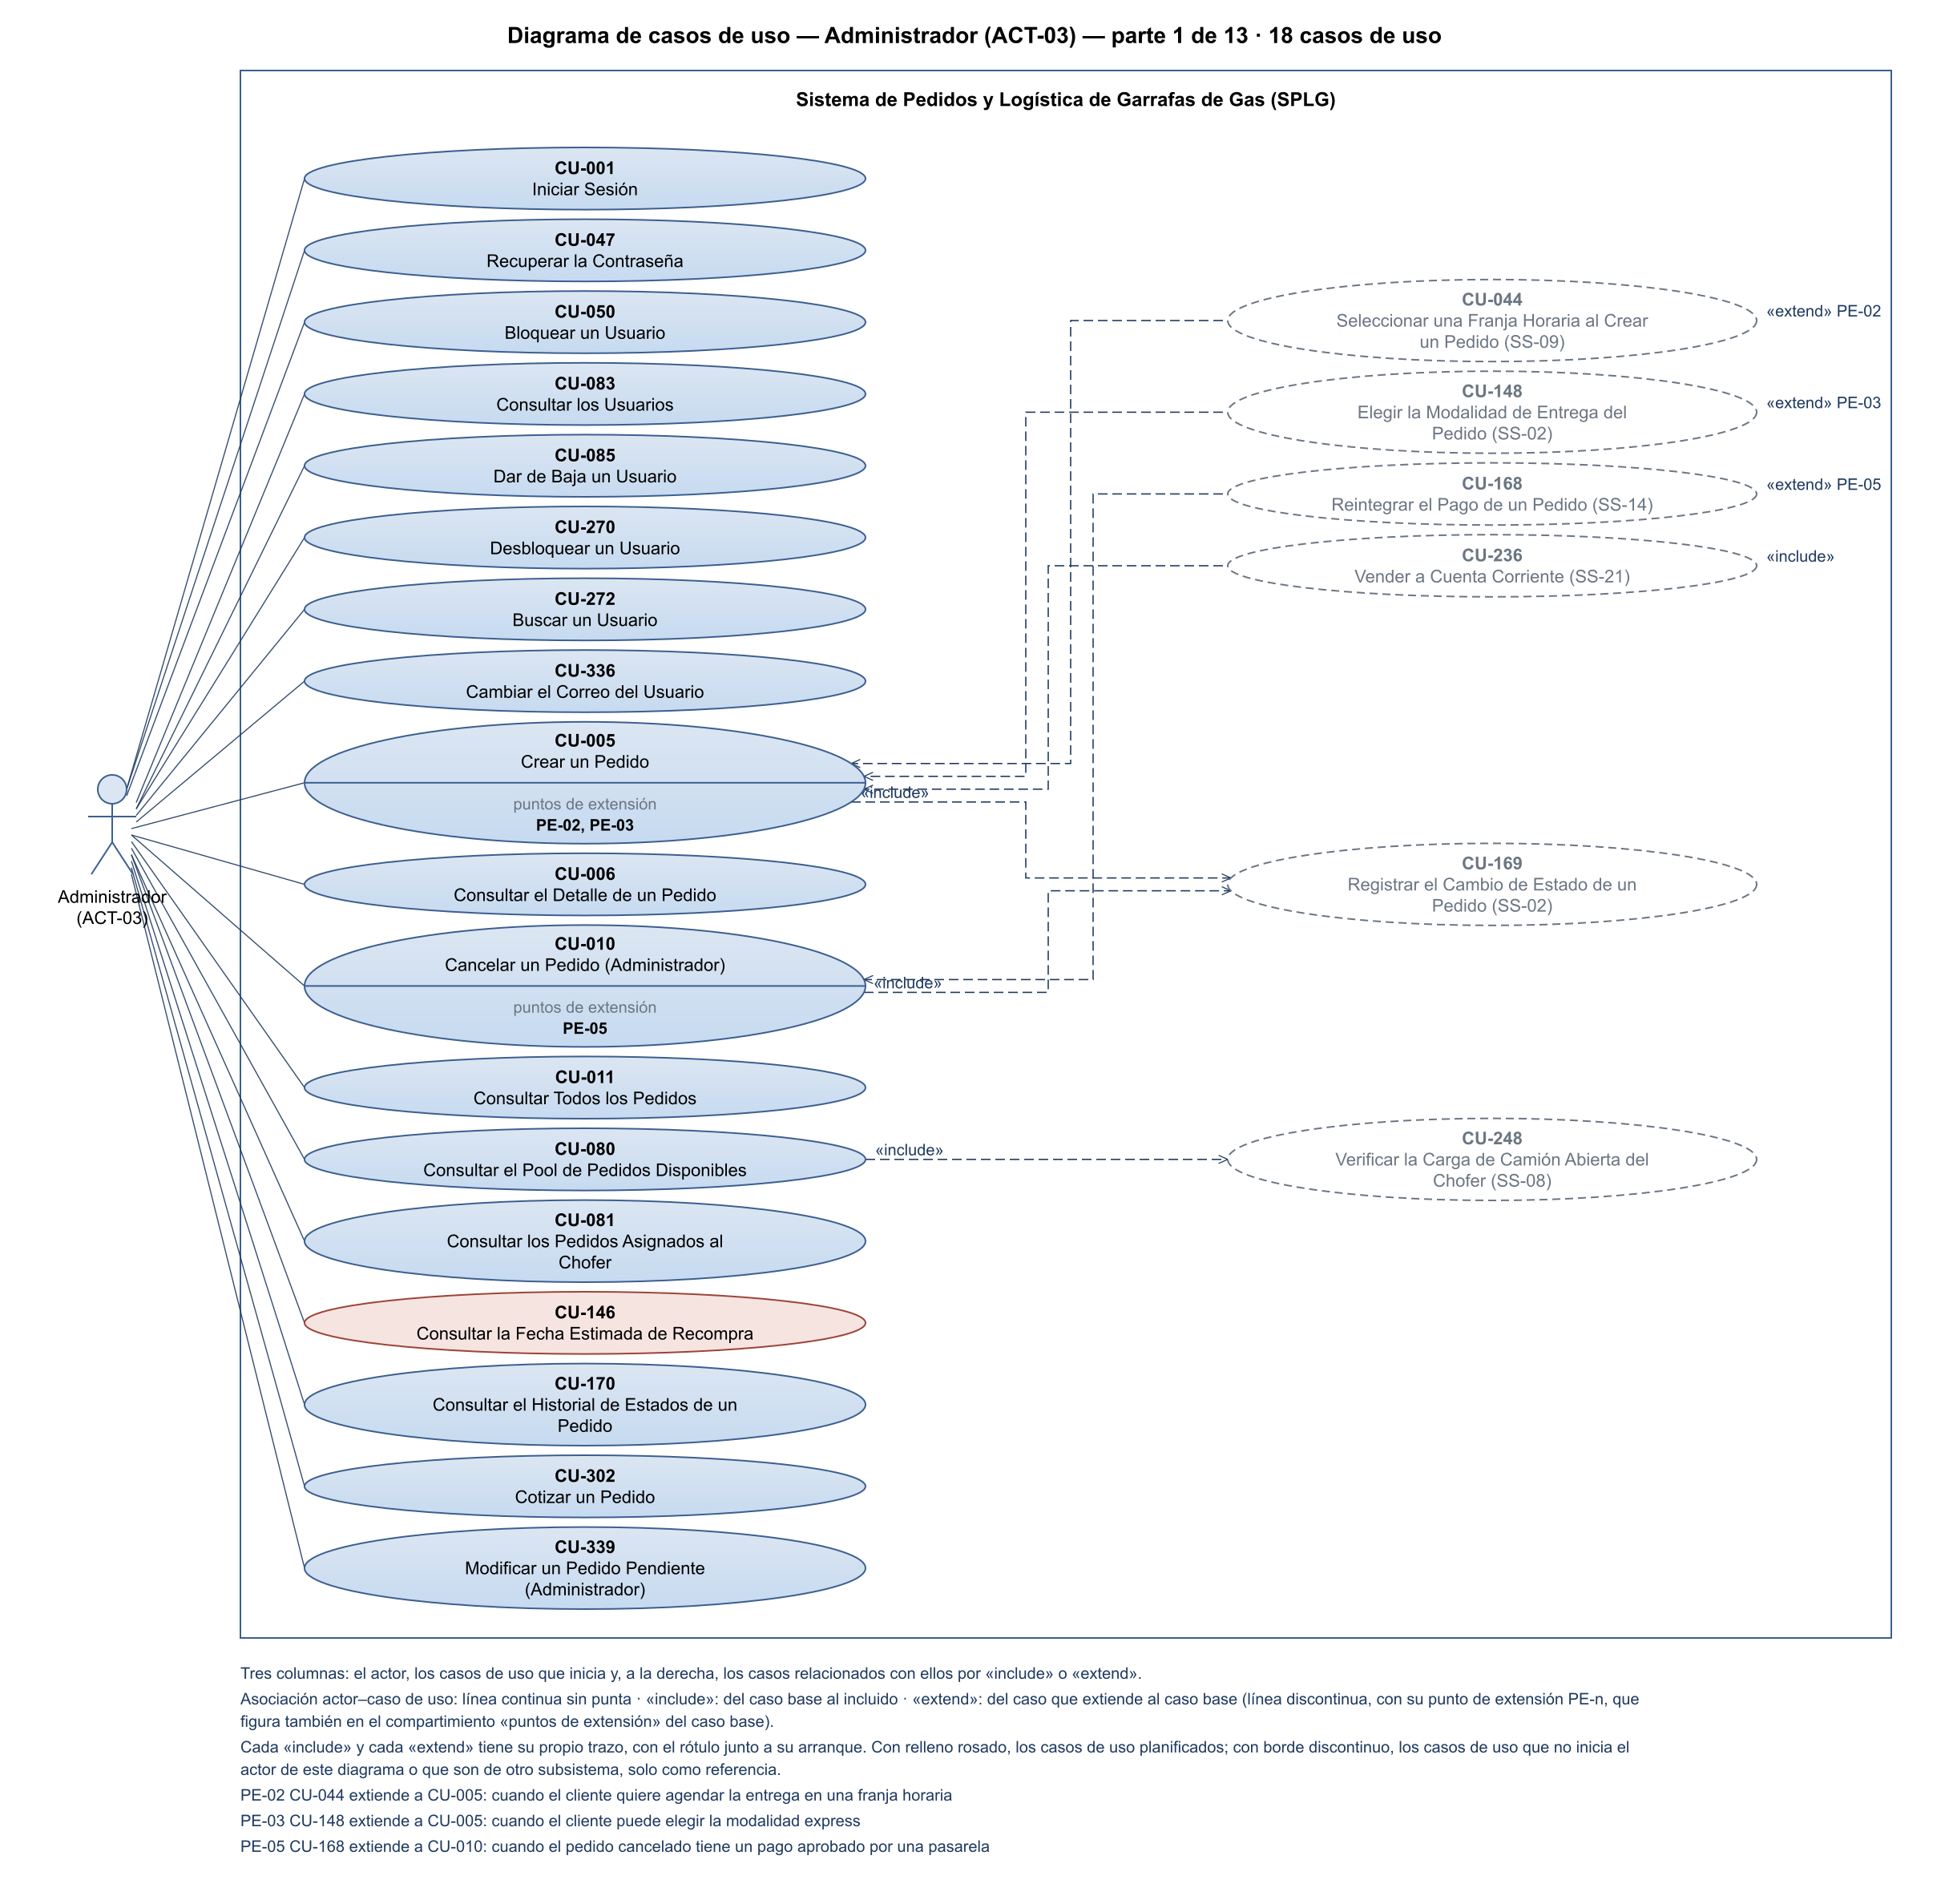 Diagrama de casos de uso — Administrador (ACT-03) — parte 1 de 13 · 18 casos de uso
Sistema de Pedidos y Logística de Garrafas de Gas (SPLG)
CU-001
Iniciar Sesión
CU-047
Recuperar la Contraseña
CU-050
Bloquear un Usuario
CU-083
Consultar los Usuarios
CU-085
Dar de Baja un Usuario
CU-270
Desbloquear un Usuario
CU-272
Buscar un Usuario
CU-336
Cambiar el Correo del Usuario
CU-005
Crear un Pedido
puntos de extensión
PE-02, PE-03
«include»
Administrador
(ACT-03)
CU-006
Consultar el Detalle de un Pedido
CU-010
Cancelar un Pedido (Administrador)
puntos de extensión
PE-05
«include»
CU-011
Consultar Todos los Pedidos
CU-080
Consultar el Pool de Pedidos Disponibles
«include»
CU-081
Consultar los Pedidos Asignados al
Chofer
CU-146
Consultar la Fecha Estimada de Recompra
CU-170
Consultar el Historial de Estados de un
Pedido
CU-302
Cotizar un Pedido
CU-339
Modificar un Pedido Pendiente
(Administrador)
CU-044
Seleccionar una Franja Horaria al Crear
un Pedido (SS-09)
«extend» PE-02
CU-148
Elegir la Modalidad de Entrega del
Pedido (SS-02)
«extend» PE-03
CU-168
Reintegrar el Pago de un Pedido (SS-14)
«extend» PE-05
CU-236
Vender a Cuenta Corriente (SS-21)
«include»
CU-169
Registrar el Cambio de Estado de un
Pedido (SS-02)
CU-248
Verificar la Carga de Camión Abierta del
Chofer (SS-08)
Tres columnas: el actor, los casos de uso que inicia y, a la derecha, los casos relacionados con ellos por «include» o «extend».
Asociación actor–caso de uso: línea continua sin punta · «include»: del caso base al incluido · «extend»: del caso que extiende al caso base (línea discontinua, con su punto de extensión PE-n, que
figura también en el compartimiento «puntos de extensión» del caso base).
Cada «include» y cada «extend» tiene su propio trazo, con el rótulo junto a su arranque. Con relleno rosado, los casos de uso planificados; con borde discontinuo, los casos de uso que no inicia el
actor de este diagrama o que son de otro subsistema, solo como referencia.
PE-02 CU-044 extiende a CU-005: cuando el cliente quiere agendar la entrega en una franja horaria
PE-03 CU-148 extiende a CU-005: cuando el cliente puede elegir la modalidad express
PE-05 CU-168 extiende a CU-010: cuando el pedido cancelado tiene un pago aprobado por una pasarela